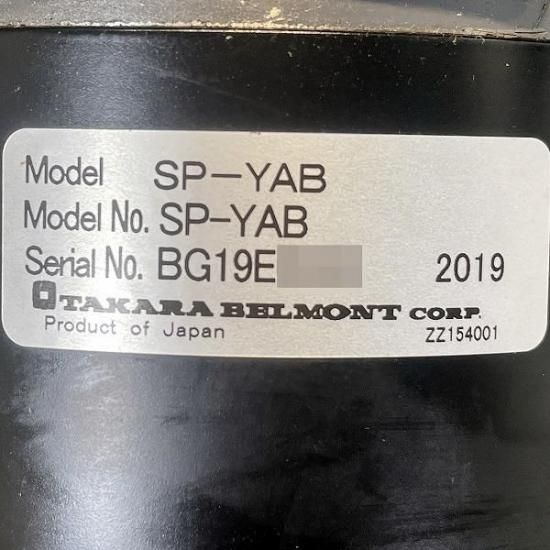 Model SP-YAB
Model No. SP-YAB
Serial No. BG19E 2019
TAKARA BELMONT CORP.
Product of Japan ZZ154001